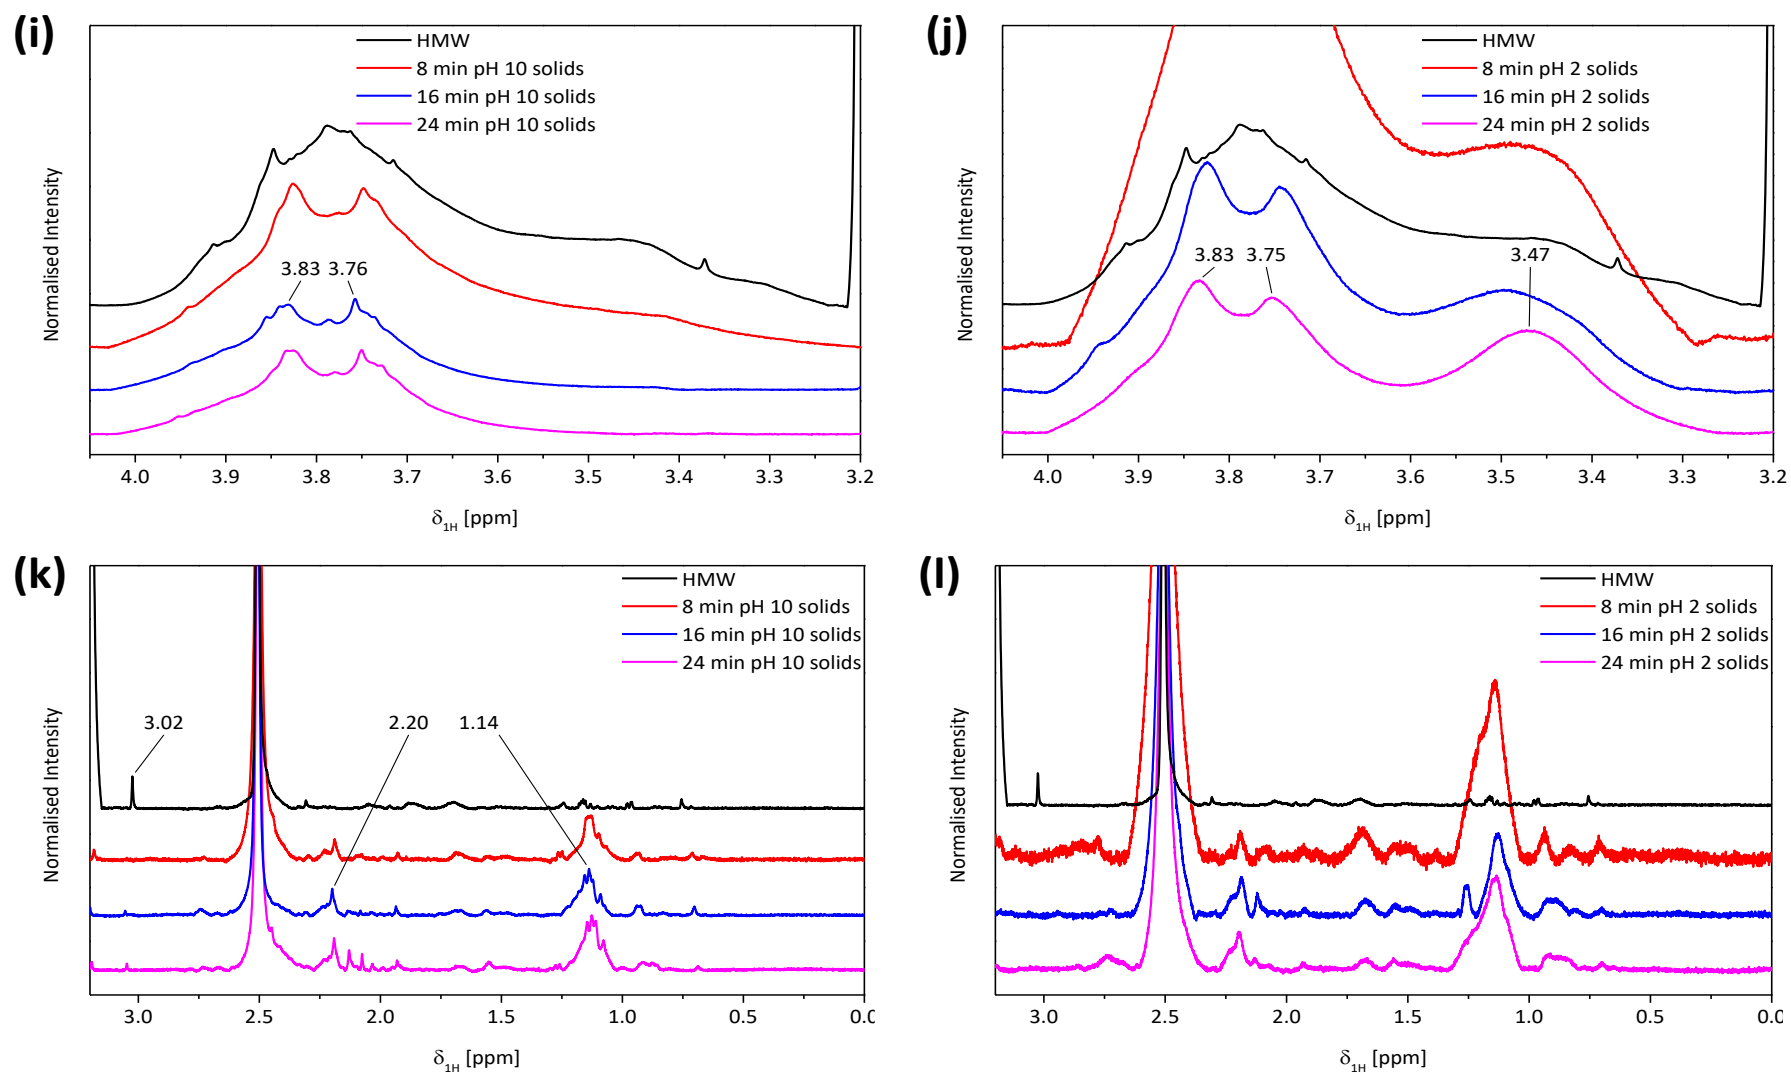 (i)
HMW
8 min pH 10 solids
16 min pH 10 solids
24 min pH 10 solids
3.83 3.76
Normalised Intensity
4.0 3.9 3.8 3.7 3.6 3.5 3.4 3.3 3.2
δ1H [ppm]
(j)
HMW
8 min pH 2 solids
16 min pH 2 solids
24 min pH 2 solids
3.83 3.75 3.47
Normalised Intensity
4.0 3.9 3.8 3.7 3.6 3.5 3.4 3.3 3.2
δ1H [ppm]
(k)
HMW
8 min pH 10 solids
16 min pH 10 solids
24 min pH 10 solids
3.02 2.20 1.14
Normalised Intensity
3.0 2.5 2.0 1.5 1.0 0.5 0.0
δ1H [ppm]
(l)
HMW
8 min pH 2 solids
16 min pH 2 solids
24 min pH 2 solids
Normalised Intensity
3.0 2.5 2.0 1.5 1.0 0.5 0.0
δ1H [ppm]